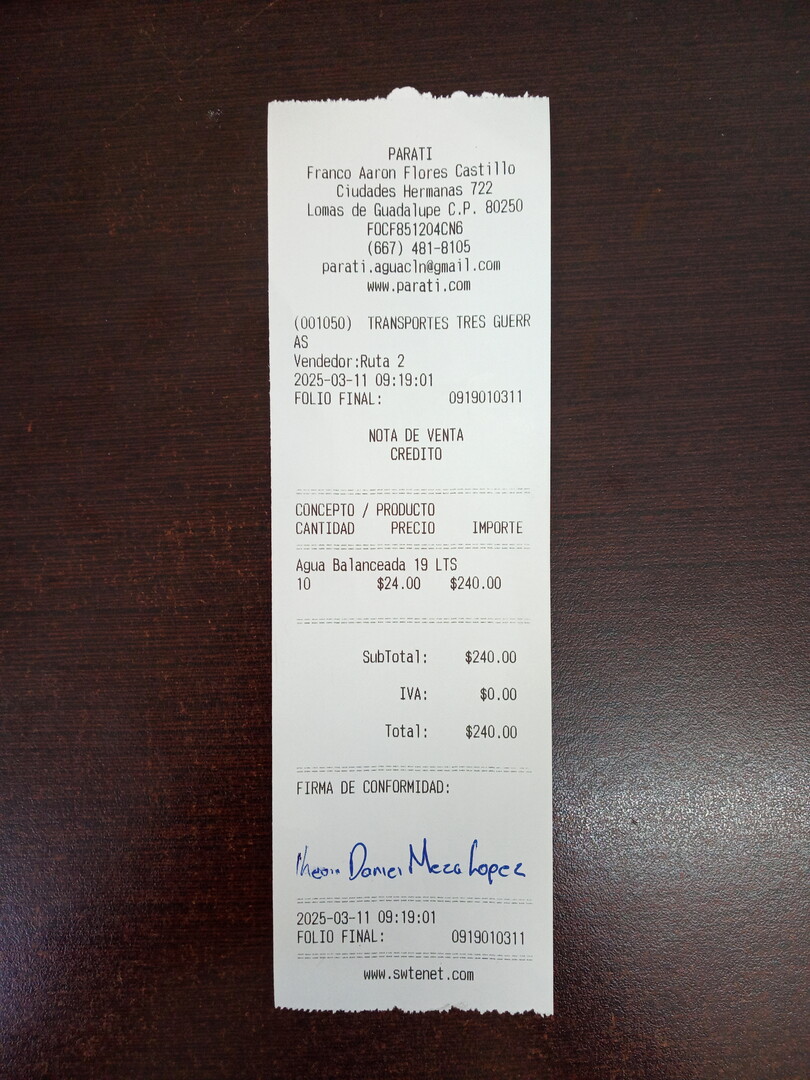 PARATI
Franco Aaron Flores Castillo
Ciudades Hermanas 722
Lomas de Guadalupe C.P. 80250
FOCF851204CN6
(667) 481-8105
parati.aguacln@gmail.com
www.parati.com
(001050) TRANSPORTES TRES GUERR
AS
Vendedor:Ruta 2
2025-03-11 09:19:01
FOLIO FINAL: 0919010311
NOTA DE VENTA
CREDITO
CONCEPTO / PRODUCTO
CANTIDAD PRECIO IMPORTE
Agua Balanceada 19 LTS
10 $24.00 $240.00
SubTotal: $240.00
IVA: $0.00
Total: $240.00
FIRMA DE CONFORMIDAD:
Meza Lopez
2025-03-11 09:19:01
FOLIO FINAL: 0919010311
www.swtenet.com